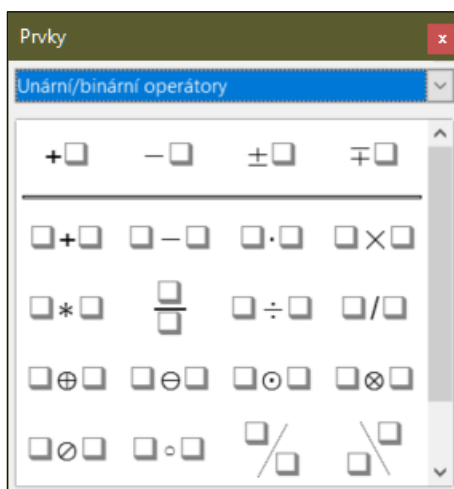 Prvky x
Unární/binární operátory
+□ −□ ±□ ∓□
□+□ □−□ □·□ □×□
□∗□ □/□ □÷□ □/□
□⊕□ □⊖□ □⊙□ □⊗□
□⊘□ □∘□ □/□ □\□